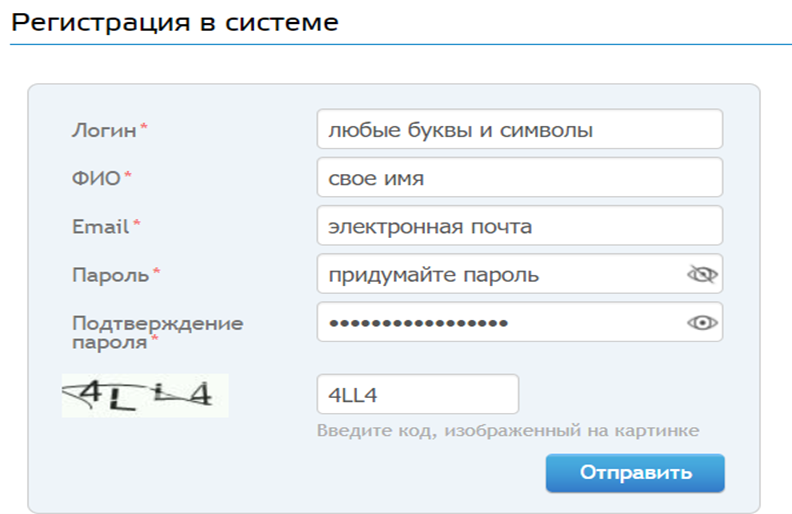 Регистрация в системе
Логин* любые буквы и символы
ФИО* свое имя
Email* электронная почта
Пароль* придумайте пароль
Подтверждение
пароля* •••••••••••••••••
4LL4 4LL4
Введите код, изображенный на картинке
Отправить